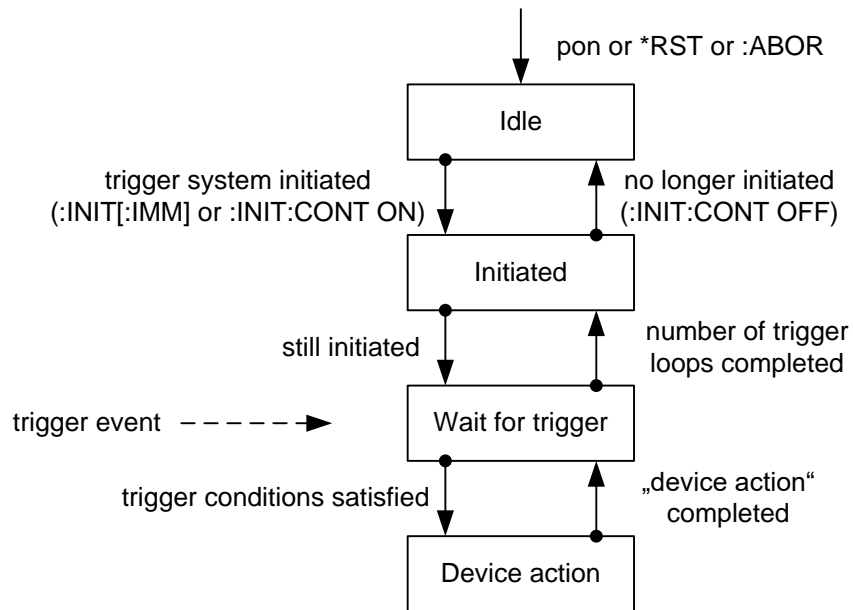 pon or *RST or :ABOR
Idle
trigger system initiated
(:INIT[:IMM] or :INIT:CONT ON)
no longer initiated
(:INIT:CONT OFF)
Initiated
still initiated
number of trigger
loops completed
trigger event
Wait for trigger
trigger conditions satisfied
„device action“
completed
Device action